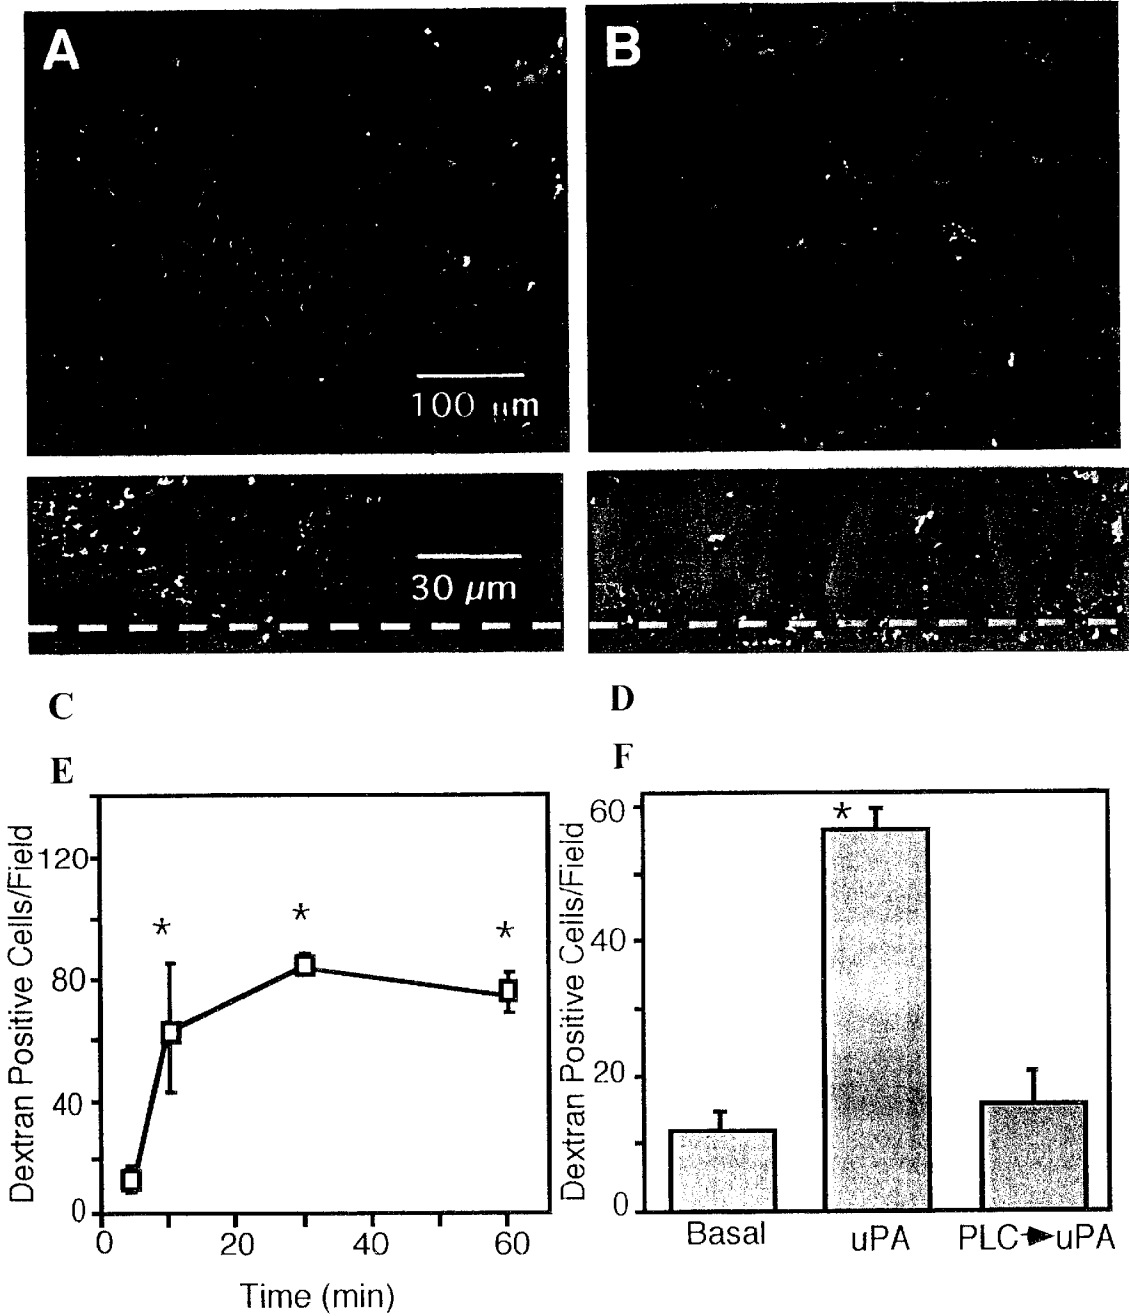 A
B
100 µm
30 µm
C
D
E
F
Dextran Positive Cells/Field
120
80
40
0
*
*
*
0
20
40
60
Time (min)
Dextran Positive Cells/Field
60
40
20
0
*
Basal
uPA
PLC➔uPA